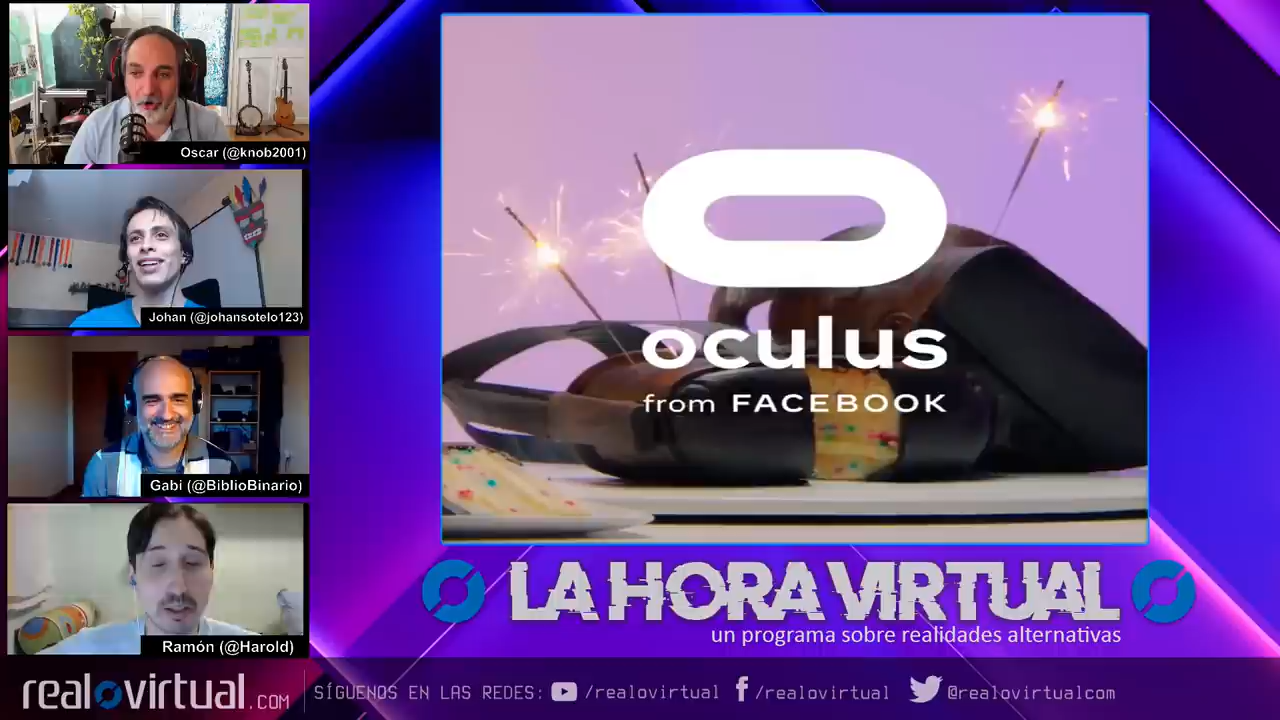 Oscar (@knob2001)
Johan (@johansotelo123)
Gabi (@BiblioBinario)
Ramón (@Harold)
oculus
from FACEBOOK
LA HORA VIRTUAL
un programa sobre realidades alternativas
realovirtual.com
SÍGUENOS EN LAS REDES: /realovirtual /realovirtual @realovirtualcom